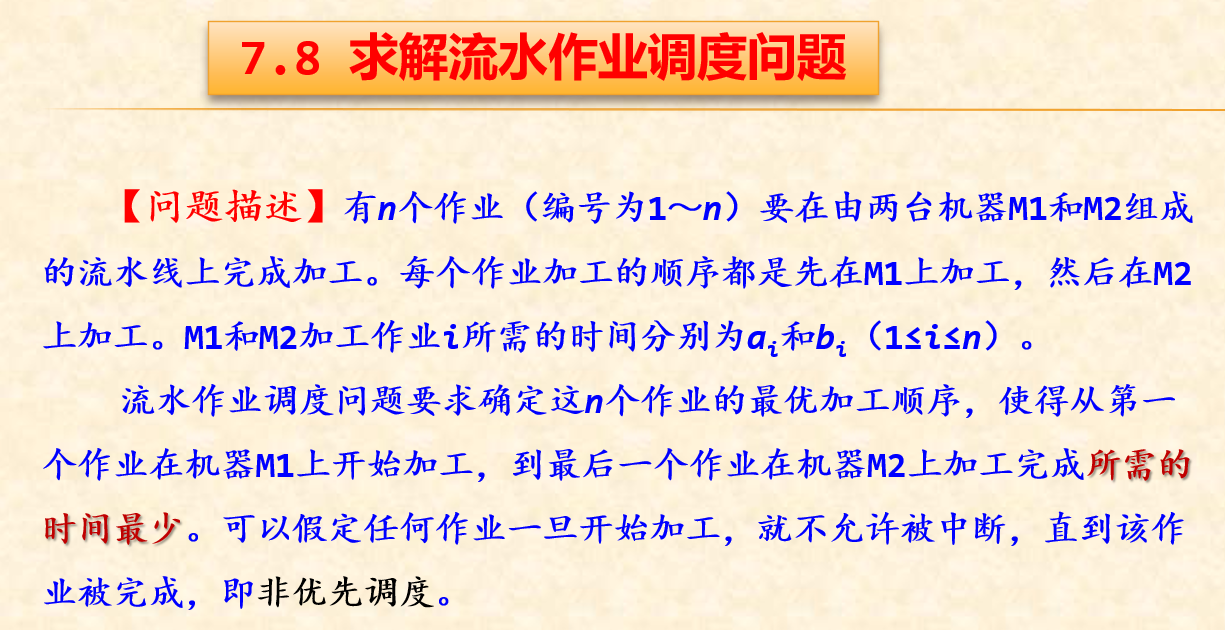 7.8 求解流水作业调度问题
【问题描述】有n个作业（编号为1～n）要在由两台机器M1和M2组成
的流水线上完成加工。每个作业加工的顺序都是先在M1上加工，然后在M2
上加工。M1和M2加工作业i所需的时间分别为ai和bi（1≤i≤n）。
流水作业调度问题要求确定这n个作业的最优加工顺序，使得从第一
个作业在机器M1上开始加工，到最后一个作业在机器M2上加工完成所需的
时间最少。可以假定任何作业一旦开始加工，就不允许被中断，直到该作
业被完成，即非优先调度。